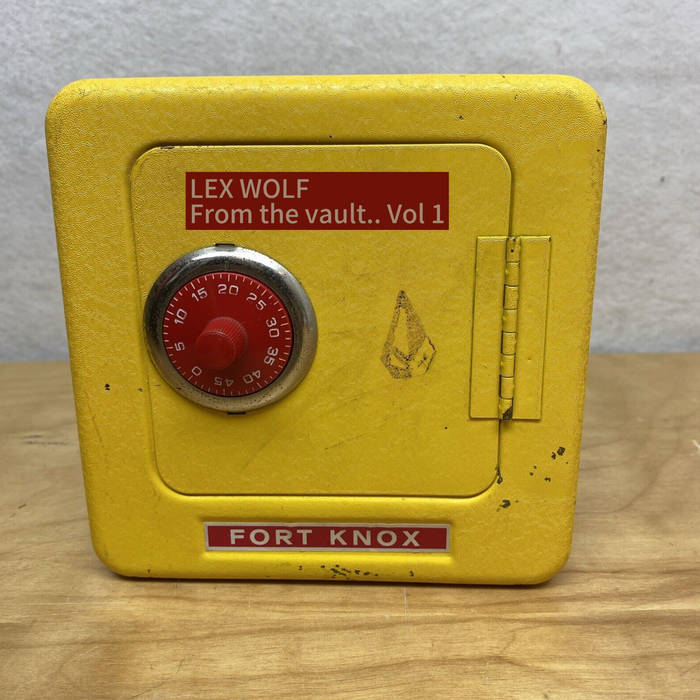 LEX WOLF
From the vault.. Vol 1
0 5 10 15 20 25 30 35 40 45
FORT KNOX